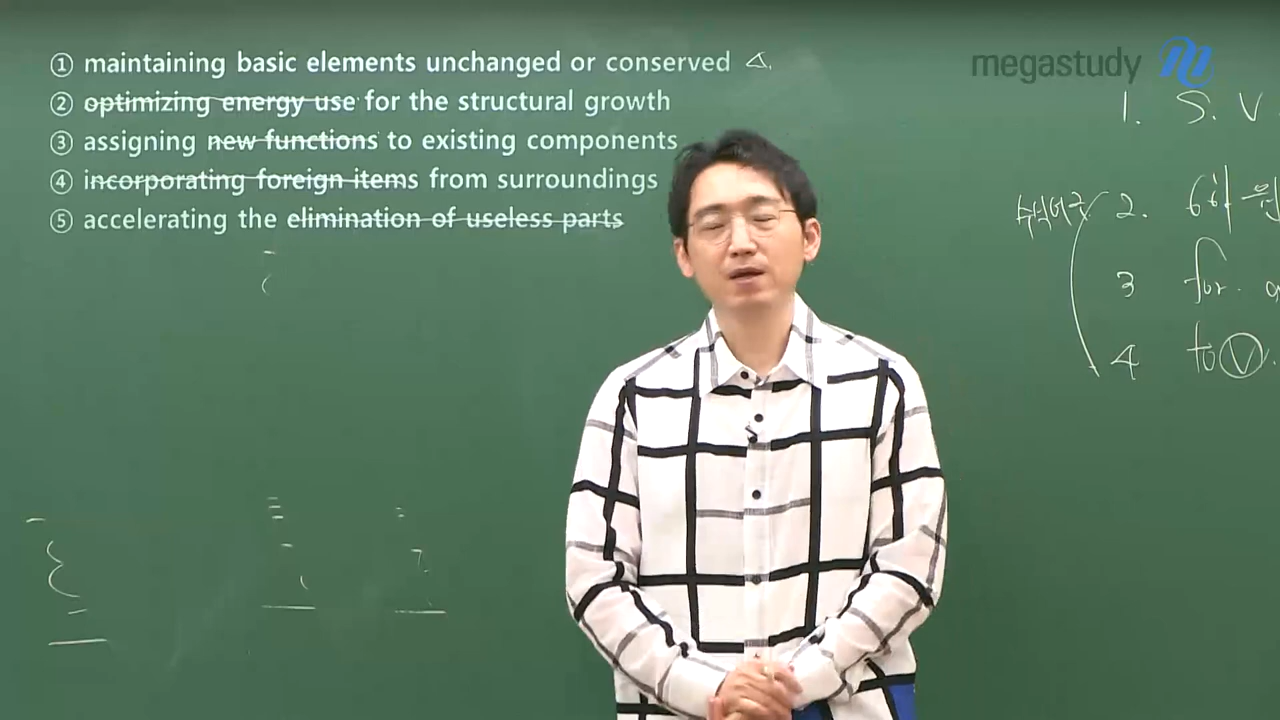 ① maintaining basic elements unchanged or conserved
② optimizing energy use for the structural growth
③ assigning new functions to existing components
④ incorporating foreign items from surroundings
⑤ accelerating the elimination of useless parts
megastudy
1. S. V
2.
3 for.
4 to V.